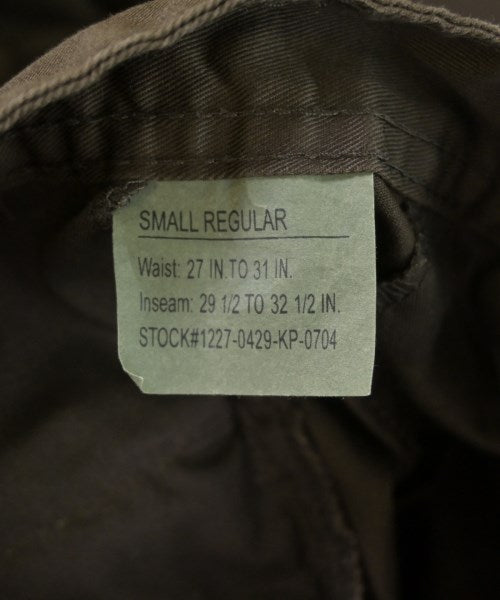 SMALL REGULAR
Waist: 27 IN.TO 31 IN.
Inseam: 29 1/2 TO 32 1/2 IN.
STOCK#1227-0429-KP-0704